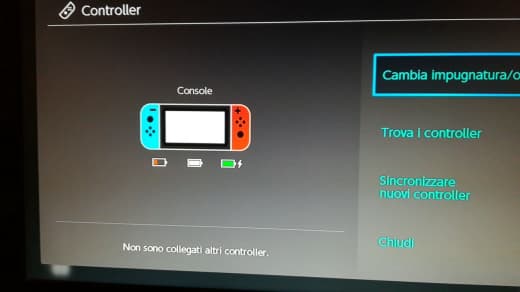 Controller
Console
Non sono collegati altri controller.
Cambia impugnatura/o
Trova i controller
Sincronizzare
nuovi controller
Chiudi